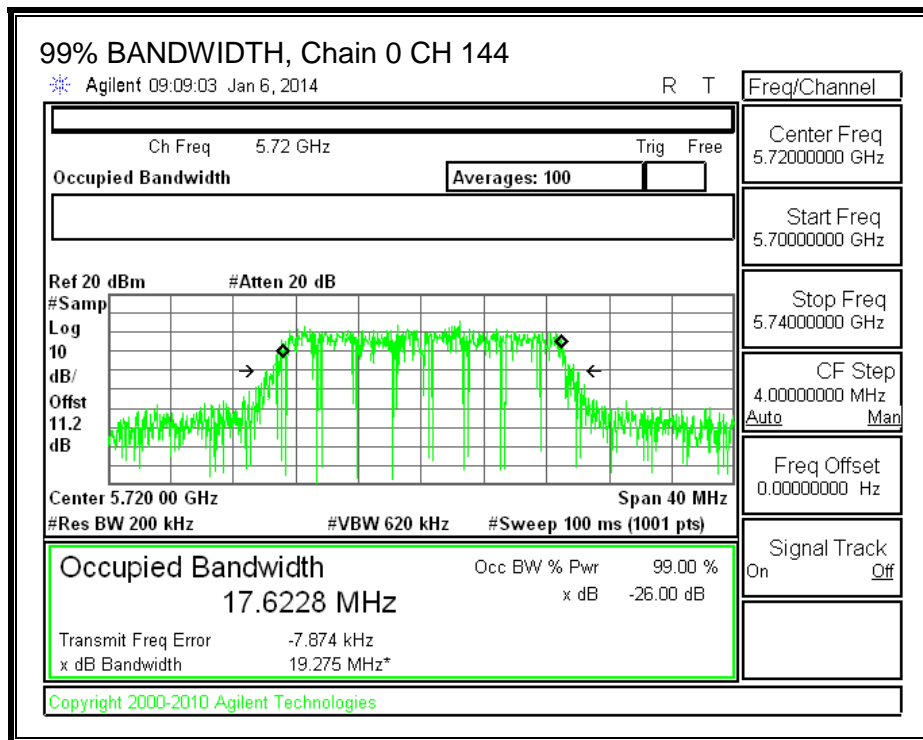 99% BANDWIDTH, Chain 0 CH 144
Agilent 09:09:03 Jan 6, 2014 R T
Freq/Channel
Ch Freq 5.72 GHz Trig Free
Occupied Bandwidth Averages: 100
Center Freq
5.72000000 GHz
Start Freq
5.70000000 GHz
Stop Freq
5.74000000 GHz
CF Step
4.00000000 MHz
Auto Man
Freq Offset
0.00000000 Hz
Signal Track
On Off
Ref 20 dBm #Atten 20 dB
#Samp
Log
10
dB/
Offst
11.2
dB
Center 5.720 00 GHz Span 40 MHz
#Res BW 200 kHz #VBW 620 kHz #Sweep 100 ms (1001 pts)
Occupied Bandwidth
17.6228 MHz
Occ BW % Pwr 99.00 %
x dB -26.00 dB
Transmit Freq Error -7.874 kHz
x dB Bandwidth 19.275 MHz*
Copyright 2000-2010 Agilent Technologies